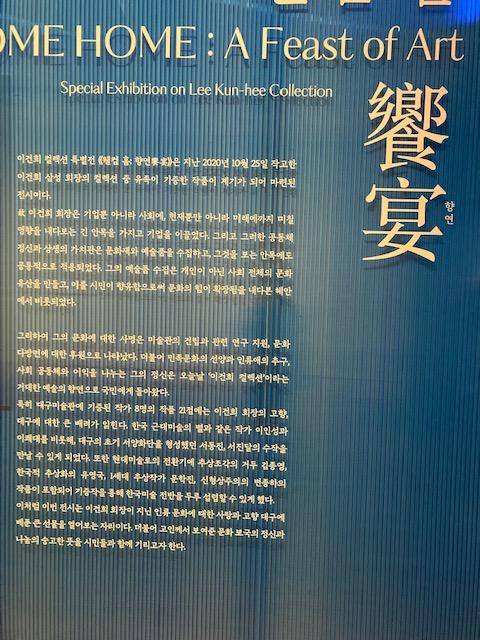 OME HOME : A Feast of Art
Special Exhibition on Lee Kun-hee Collection
饗宴
향연
이건희 컬렉션 특별전 《웰컴 홈: 향연饗宴》은 지난 2020년 10월 25일 작고한
이건희 삼성 회장의 컬렉션 중 유족이 기증한 작품이 계기가 되어 마련된
전시이다.
故 이건희 회장은 기업뿐 아니라 사회에, 현재뿐만 아니라 미래에까지 미칠
영향을 내다보는 긴 안목을 가지고 기업을 이끌었다. 그리고 그러한 공동체
정신과 상생의 가치관은 문화재와 예술품을 수집하고, 그것을 보는 안목에도
공통적으로 적용되었다. 그의 예술품 수집은 개인이 아닌 사회 전체의 문화
유산을 만들고, 이를 시민이 향유함으로써 문화의 힘이 확장됨을 내다본 혜안
에서 비롯되었다.
그리하여 그의 문화에 대한 사명은 미술관의 건립과 관련 연구 지원, 문화
다방면에 대한 후원으로 나타났다. 더불어 민족문화의 선양과 인류애의 추구,
사회 공동체와 이익을 나누는 그의 정신은 오늘날 ‘이건희 컬렉션’이라는
거대한 예술의 향연으로 국민에게 돌아왔다.
특히 대구미술관에 기증된 작가 8명의 작품 21점에는 이건희 회장의 고향,
대구에 대한 큰 배려가 읽힌다. 한국 근대미술의 별과 같은 작가 이인성과
이쾌대를 비롯해, 대구의 초기 서양화단을 형성했던 서동진, 서진달의 수작을
만날 수 있게 되었다. 또한 현대미술로의 전환기에 추상조각의 거두 김종영,
한국적 추상화의 유영국, 1세대 추상작가 문학진, 신형상주의의 변종하의
작품이 포함되어 기증작을 통해 한국미술 전반을 두루 섭렵할 수 있게 했다.
이처럼 이번 전시는 이건희 회장이 지닌 인류 문화에 대한 사랑과 고향 대구에
베푼 큰 선물을 열어보는 자리이다. 더불어 고인께서 보여준 문화 보국의 정신과
나눔의 숭고한 뜻을 시민들과 함께 기리고자 한다.